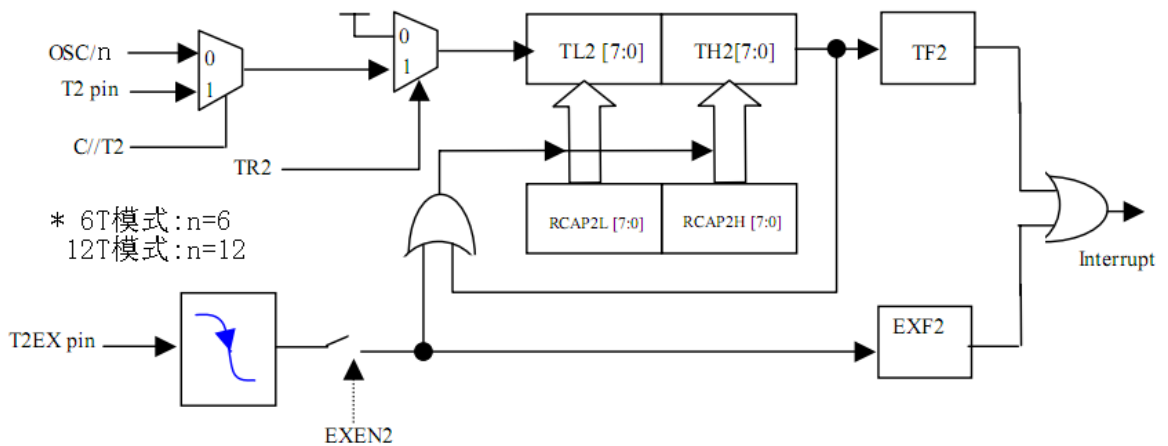 OSC/n
0
T2 pin
1
C//T2
0
1
TR2
TL2 [7:0]
TH2[7:0]
TF2
RCAP2L [7:0]
RCAP2H [7:0]
* 6T模式:n=6
12T模式:n=12
Interrupt
T2EX pin
EXF2
EXEN2